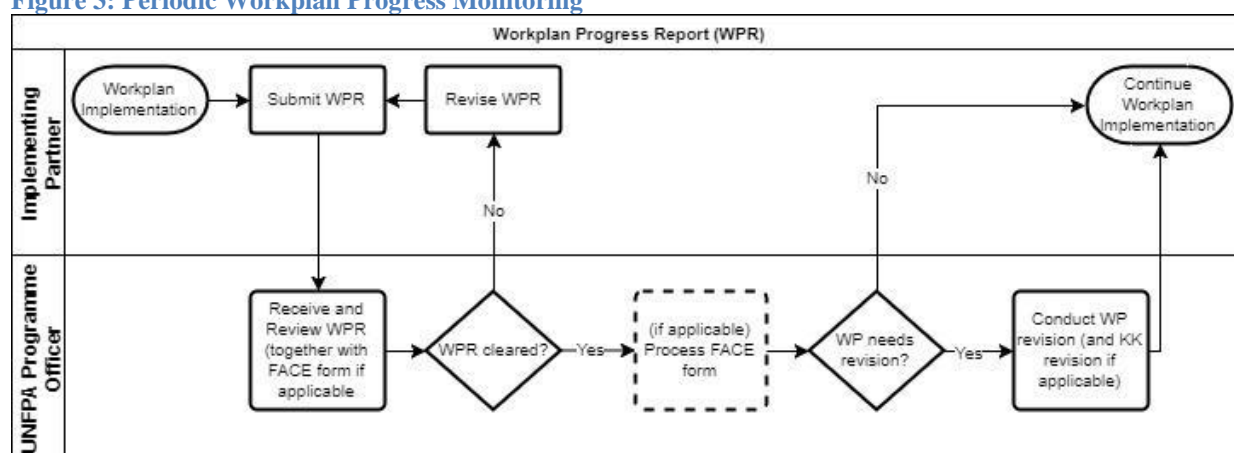 Figure 3: Periodic Workplan Progress Monitoring
Workplan Progress Report (WPR)
Implementing
Partner
Workplan
Implementation
Submit WPR
Revise WPR
Continue
Workplan
Implementation
No
No
UNFPA Programme
Officer
Receive and
Review WPR
(together with
FACE form if
applicable
WPR cleared?
Yes
(if applicable)
Process FACE
form
WP needs
revision?
Yes
Conduct WP
revision (and KK
revision if
applicable)